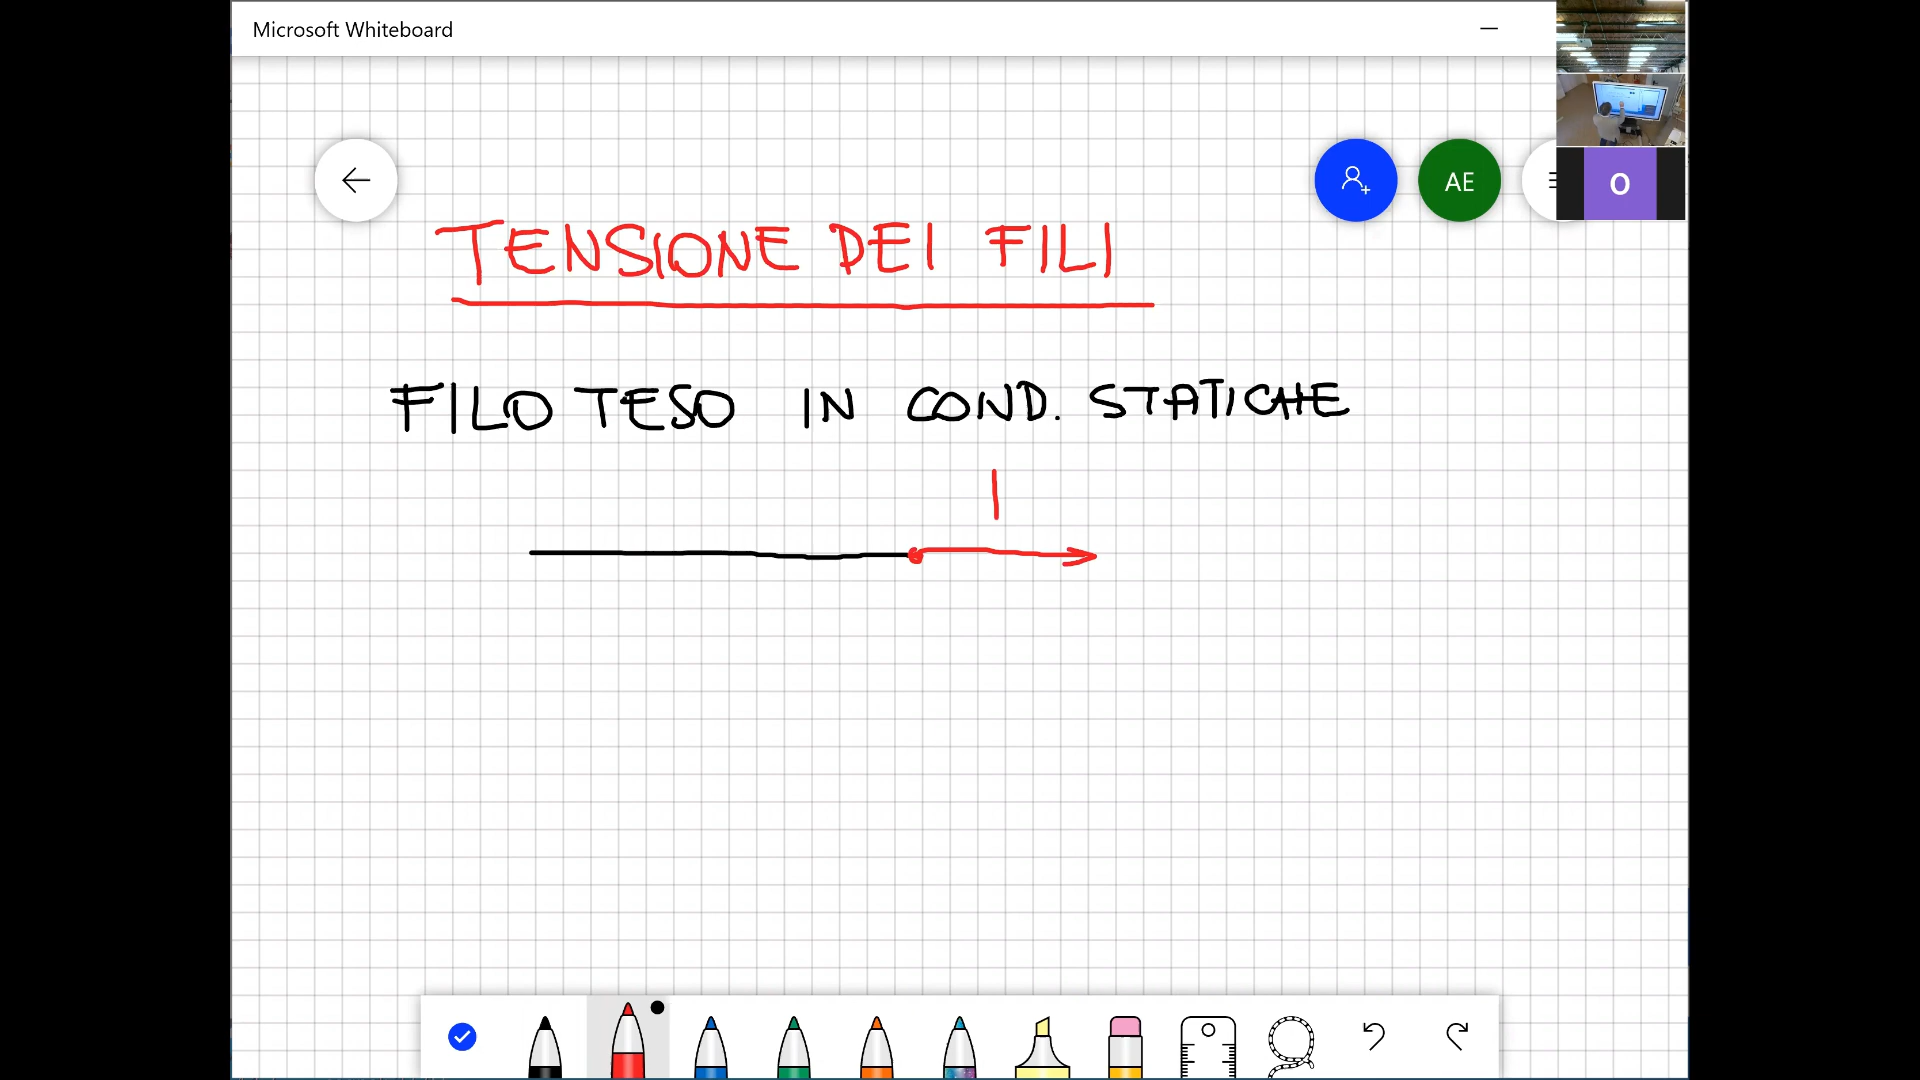 Microsoft Whiteboard
AE
O
TENSIONE DEI FILI
FILO TESO IN COND. STATICHE